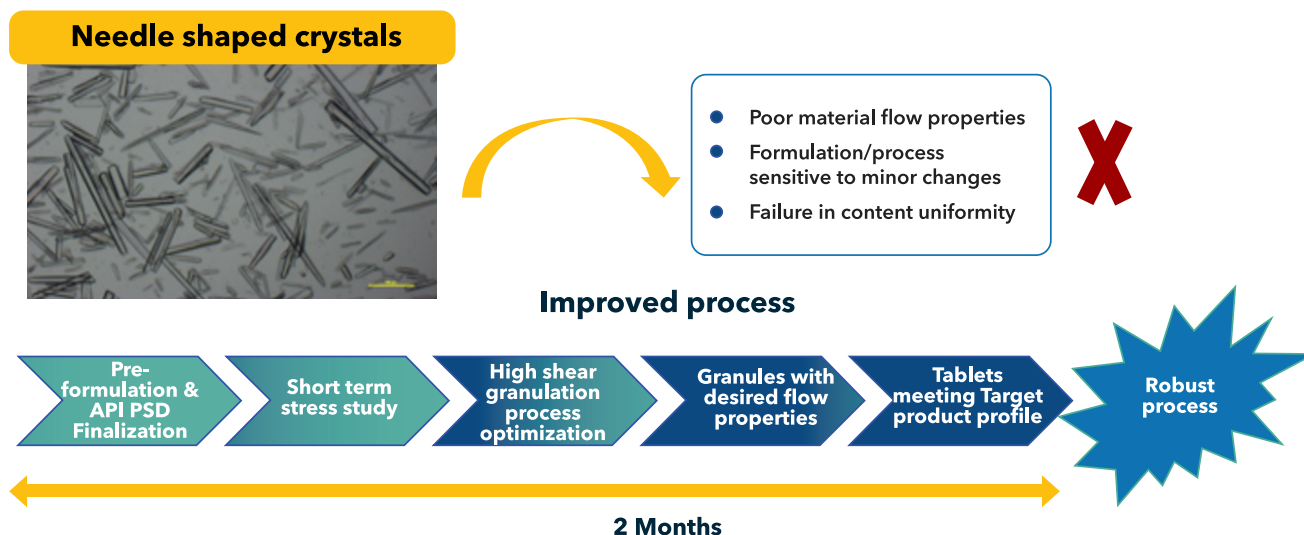 Needle shaped crystals
Poor material flow properties
Formulation/process
sensitive to minor changes
Failure in content uniformity
Improved process
Pre-
formulation &
API PSD
Finalization
Short term
stress study
High shear
granulation
process
optimization
Granules with
desired flow
properties
Tablets
meeting Target
product profile
Robust
process
2 Months